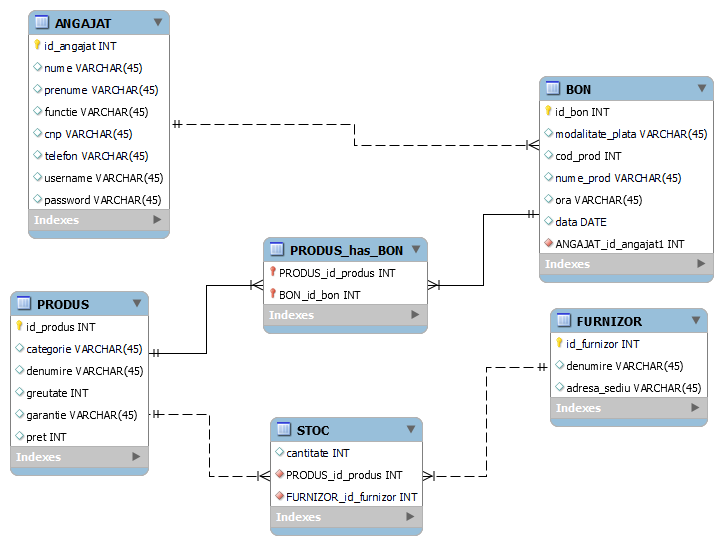 ANGAJAT
id_angajat INT
nume VARCHAR(45)
prenume VARCHAR(45)
functie VARCHAR(45)
cnp VARCHAR(45)
telefon VARCHAR(45)
username VARCHAR(45)
password VARCHAR(45)
Indexes
BON
id_bon INT
modalitate_plata VARCHAR(45)
cod_prod INT
nume_prod VARCHAR(45)
ora VARCHAR(45)
data DATE
ANGAJAT_id_angajat1 INT
Indexes
PRODUS_has_BON
PRODUS_id_produs INT
BON_id_bon INT
Indexes
PRODUS
id_produs INT
categorie VARCHAR(45)
denumire VARCHAR(45)
greutate INT
garantie VARCHAR(45)
pret INT
Indexes
FURNIZOR
id_furnizor INT
denumire VARCHAR(45)
adresa_sediu VARCHAR(45)
Indexes
STOC
cantitate INT
PRODUS_id_produs INT
FURNIZOR_id_furnizor INT
Indexes